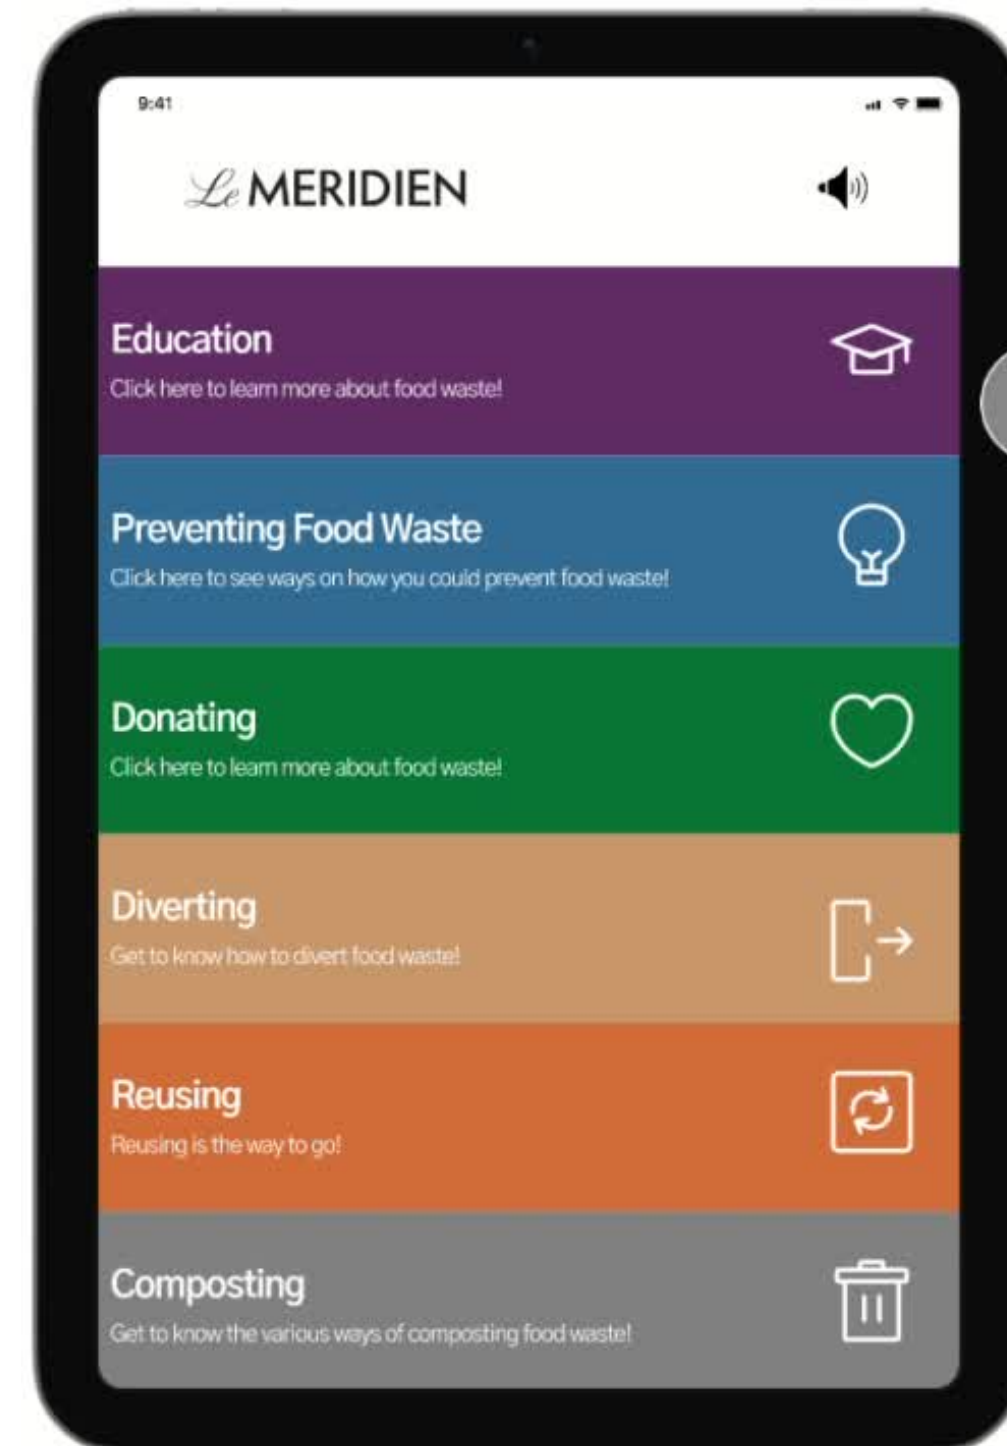 9:41
Le MERIDIEN
Education
Click here to learn more about food waste!
Preventing Food Waste
Click here to see ways on how you could prevent food waste!
Donating
Click here to learn more about food waste!
Diverting
Get to know how to divert food waste!
Reusing
Reusing is the way to go!
Composting
Get to know the various ways of composting food waste!